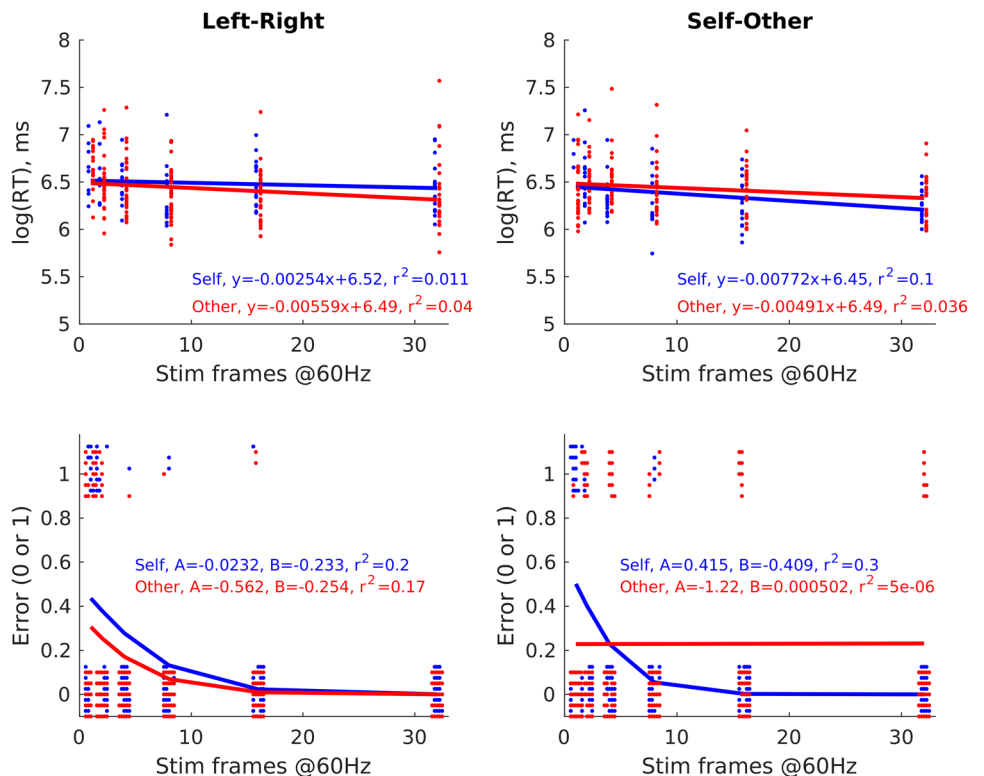 Left-Right
8
7.5
7
6.5
6
5.5
5
log(RT), ms
Self, y=-0.00254x+6.52, r²=0.011
Other, y=-0.00559x+6.49, r²=0.04
0 10 20 30
Stim frames @60Hz
Self-Other
8
7.5
7
6.5
6
5.5
5
log(RT), ms
Self, y=-0.00772x+6.45, r²=0.1
Other, y=-0.00491x+6.49, r²=0.036
0 10 20 30
Stim frames @60Hz
1
0.8
0.6
0.4
0.2
0
Error (0 or 1)
Self, A=-0.0232, B=-0.233, r²=0.2
Other, A=-0.562, B=-0.254, r²=0.17
0 10 20 30
Stim frames @60Hz
1
0.8
0.6
0.4
0.2
0
Error (0 or 1)
Self, A=0.415, B=-0.409, r²=0.3
Other, A=-1.22, B=0.000502, r²=5e-06
0 10 20 30
Stim frames @60Hz